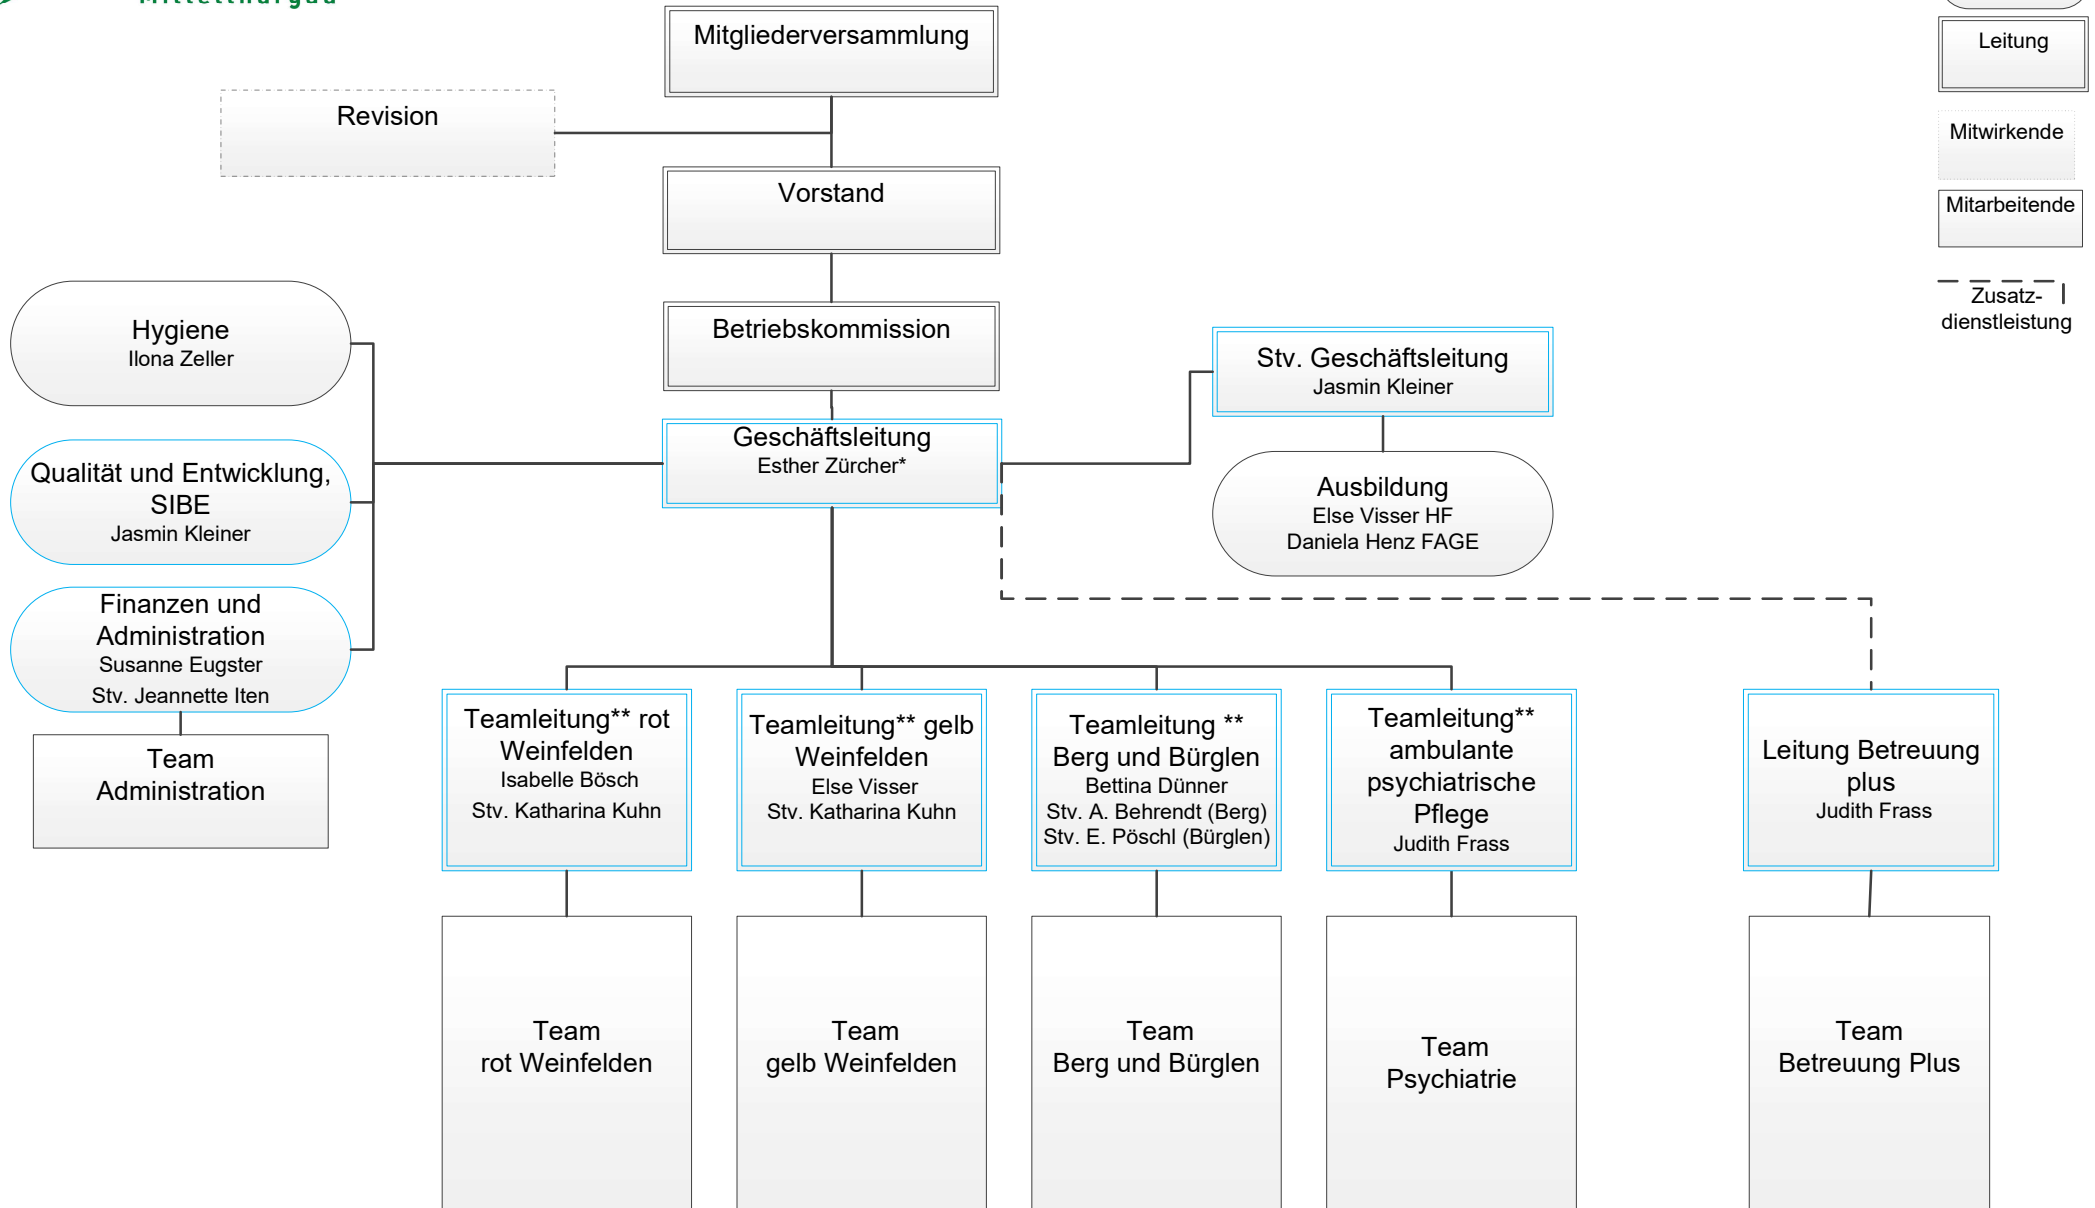 Mitgliederversammlung
Leitung
Revision
Mitwirkende
Vorstand
Mitarbeitende
Zusatz-
dienstleistung
Hygiene
Ilona Zeller
Betriebskommission
Stv. Geschäftsleitung
Jasmin Kleiner
Geschäftsleitung
Esther Zürcher*
Qualität und Entwicklung,
SIBE
Jasmin Kleiner
Ausbildung
Else Visser HF
Daniela Henz FAGE
Finanzen und
Administration
Susanne Eugster
Stv. Jeannette Iten
Team
Administration
Teamleitung** rot
Weinfelden
Isabelle Bösch
Stv. Katharina Kuhn
Teamleitung** gelb
Weinfelden
Else Visser
Stv. Katharina Kuhn
Teamleitung **
Berg und Bürglen
Bettina Dünner
Stv. A. Behrendt (Berg)
Stv. E. Pöschl (Bürglen)
Teamleitung**
ambulante
psychiatrische
Pflege
Judith Frass
Leitung Betreuung
plus
Judith Frass
Team
rot Weinfelden
Team
gelb Weinfelden
Team
Berg und Bürglen
Team
Psychiatrie
Team
Betreuung Plus